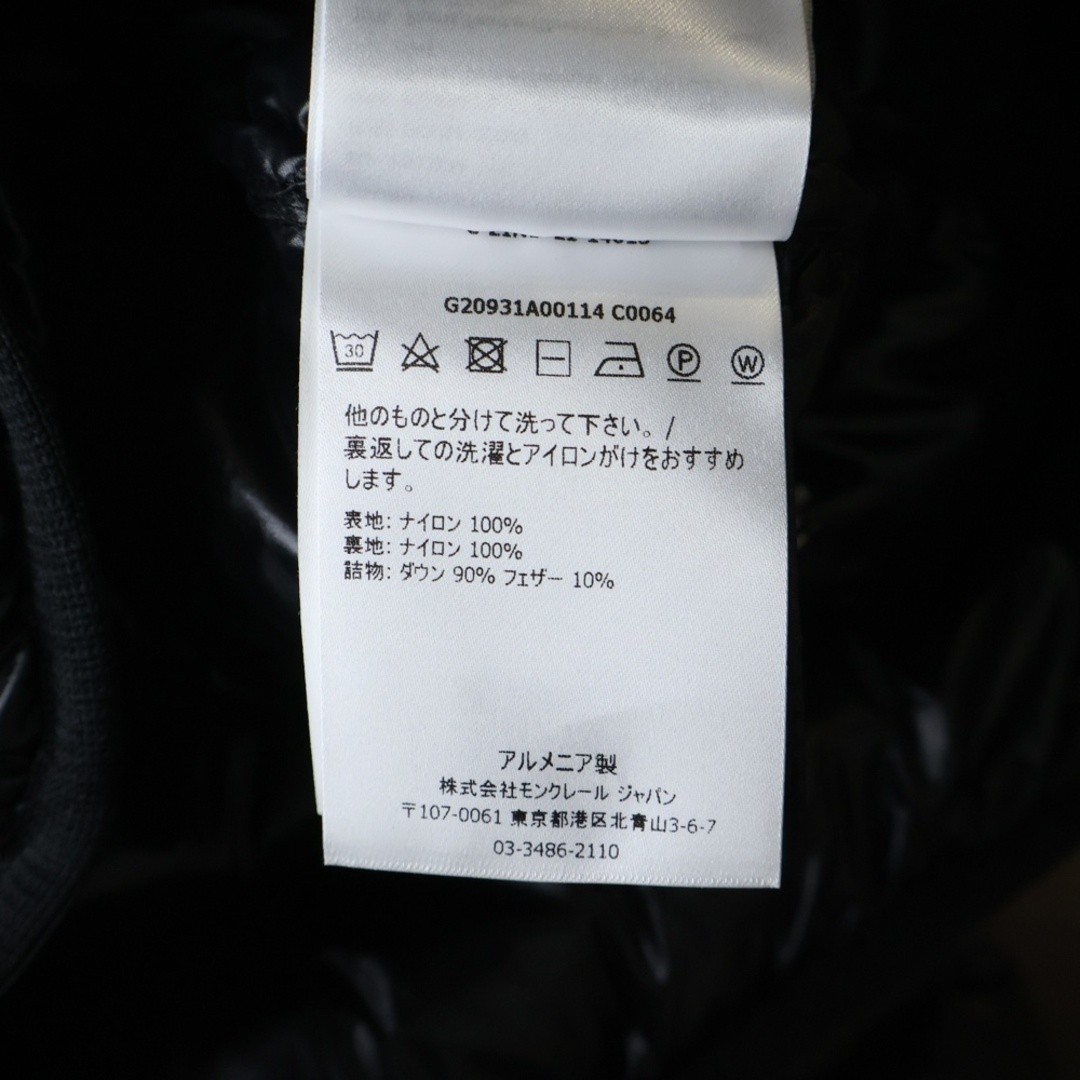 G20931A00114 C0064
30 P W
他のものと分けて洗って下さい。/
裏返しての洗濯とアイロンがけをおすすめ
します。
表地: ナイロン 100%
裏地: ナイロン 100%
詰物: ダウン 90% フェザー 10%
アルメニア製
株式会社モンクレール ジャパン
〒107-0061 東京都港区北青山3-6-7
03-3486-2110